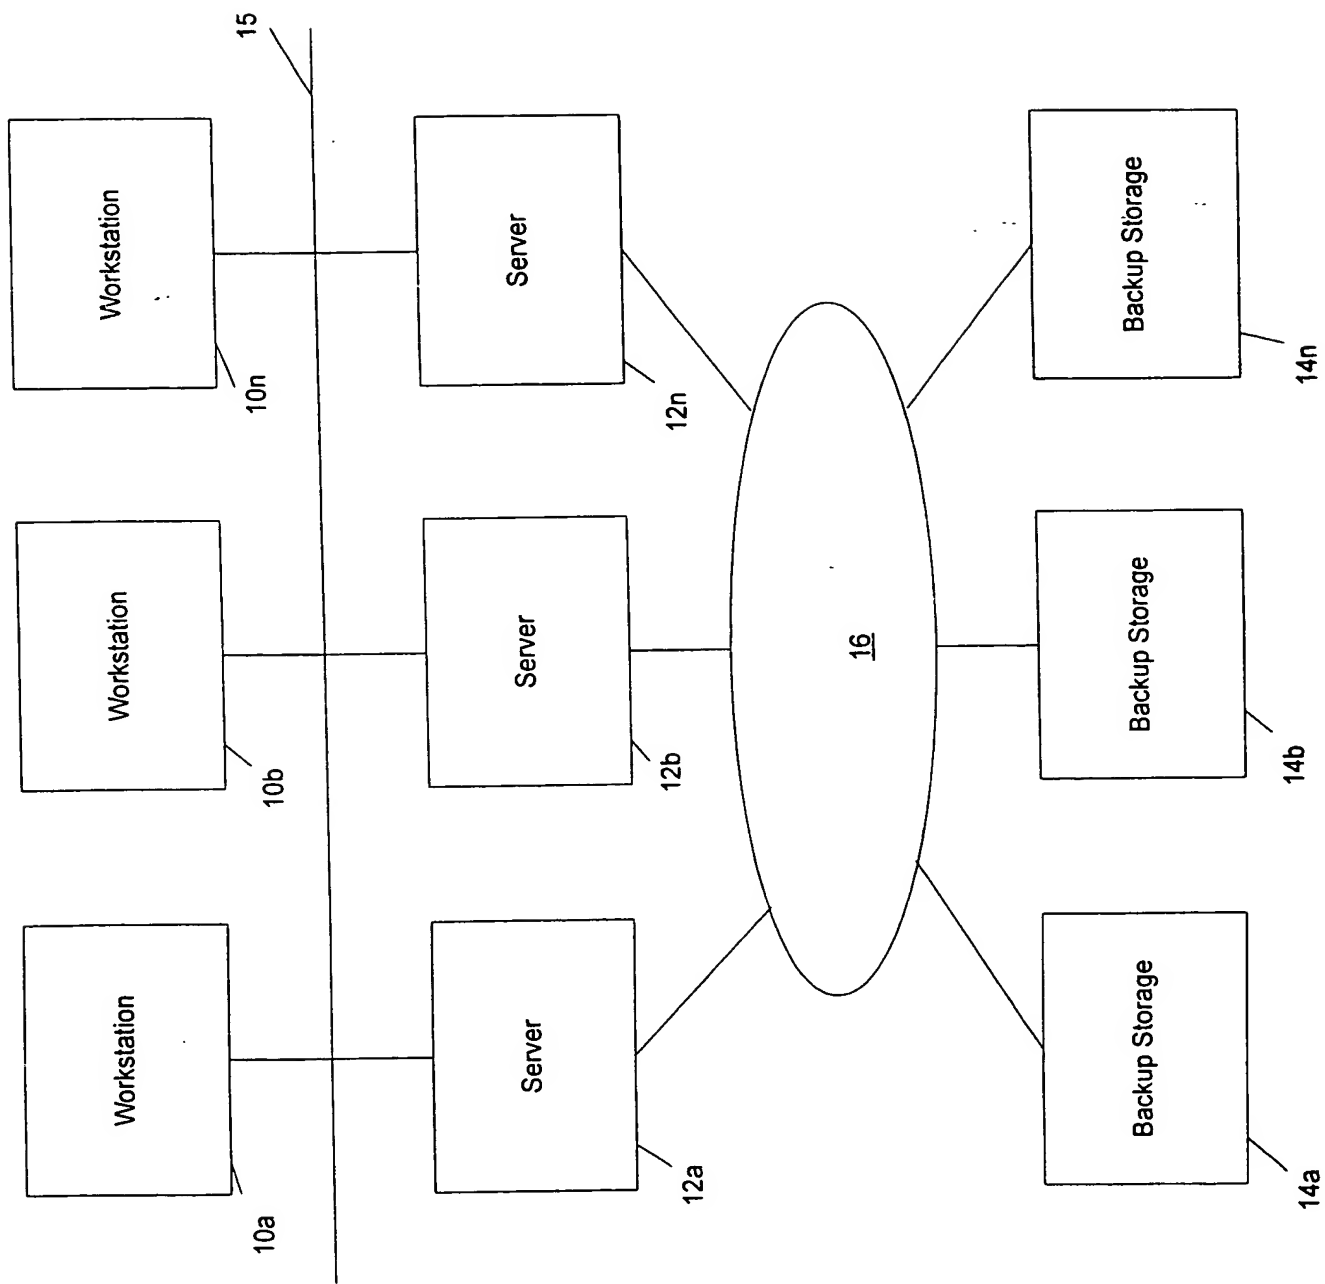 Workstation
Workstation
Workstation
10a
10b
10n
15
Server
Server
Server
12a
12b
12n
16
Backup Storage
Backup Storage
Backup Storage
14a
14b
14n